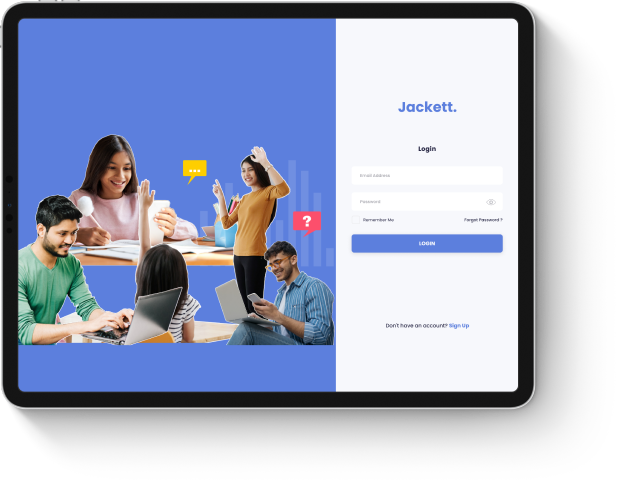 Jackett.
Login
Email Address
Password
Remember Me
Forgot Password ?
LOGIN
Don't have an account? Sign Up
?